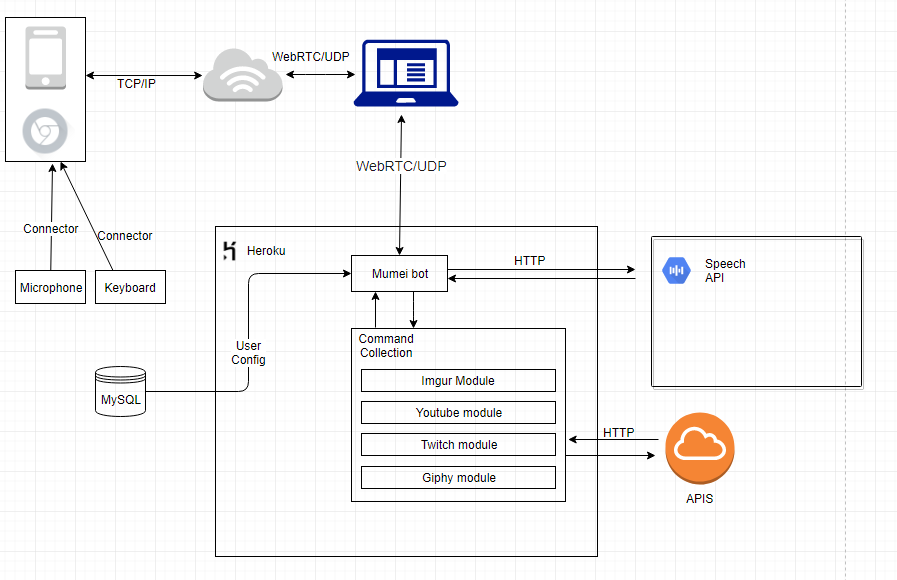 WebRTC/UDP
TCP/IP
WebRTC/UDP
Connector
Connector
Microphone
Keyboard
Heroku
Mumei bot
HTTP
Speech
API
User
Config
MySQL
Command
Collection
Imgur Module
Youtube module
Twitch module
Giphy module
HTTP
APIS